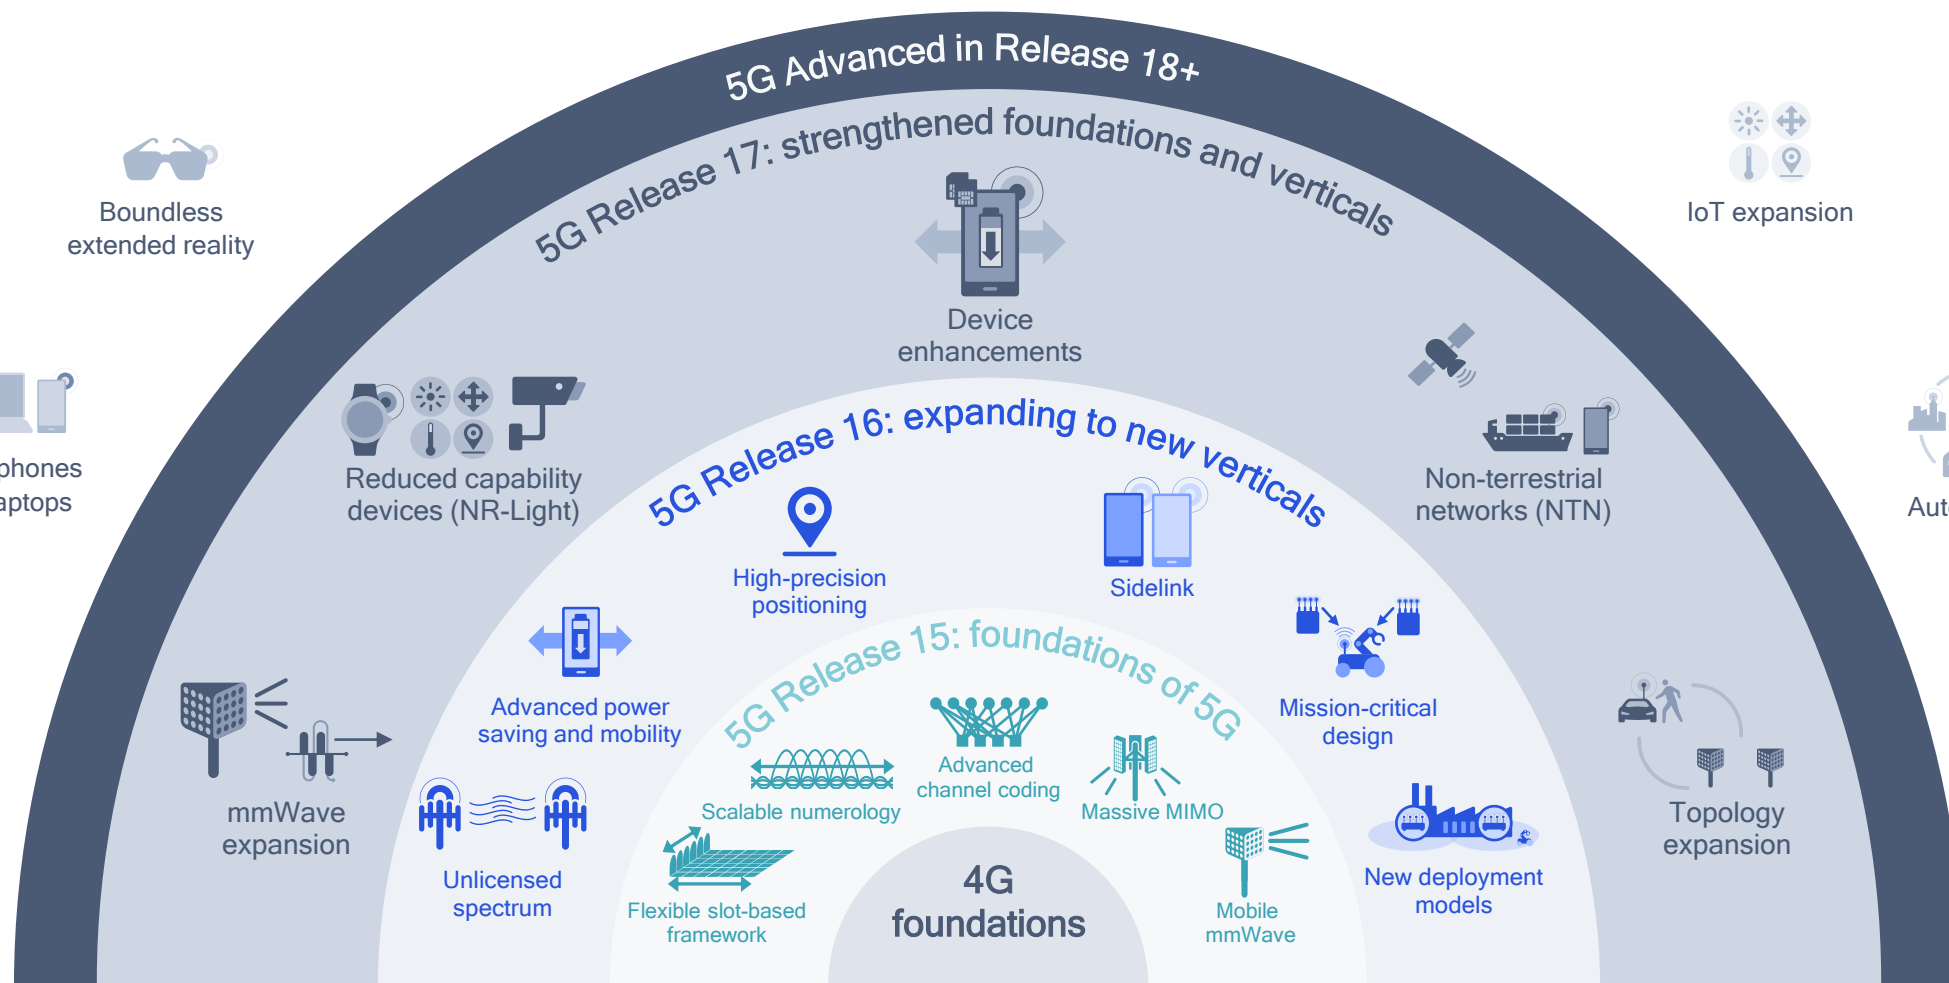 5G Advanced in Release 18+
5G Release 17: strengthened foundations and verticals
Boundless
extended reality
IoT expansion
Device
enhancements
Reduced capability
devices (NR-Light)
Non-terrestrial
networks (NTN)
mmWave
expansion
Topology
expansion
5G Release 16: expanding to new verticals
High-precision
positioning
Sidelink
Advanced power
saving and mobility
Mission-critical
design
Unlicensed
spectrum
New deployment
models
5G Release 15: foundations of 5G
Scalable numerology
Advanced
channel coding
Massive MIMO
Flexible slot-based
framework
Mobile
mmWave
4G
foundations